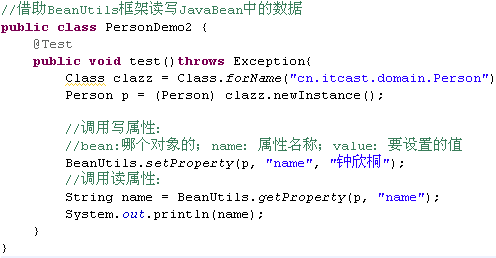 //借助BeanUtils框架读写JavaBean中的数据
public class PersonDemo2 {
@Test
public void test()throws Exception{
Class clazz = Class.forName("cn.itcast.domain.Person")
Person p = (Person) clazz.newInstance();
//调用写属性：
//bean:哪个对象的；name：属性名称；value：要设置的值
BeanUtils.setProperty(p, "name", "钟欣桐");
//调用读属性：
String name = BeanUtils.getProperty(p, "name");
System.out.println(name);
}
}